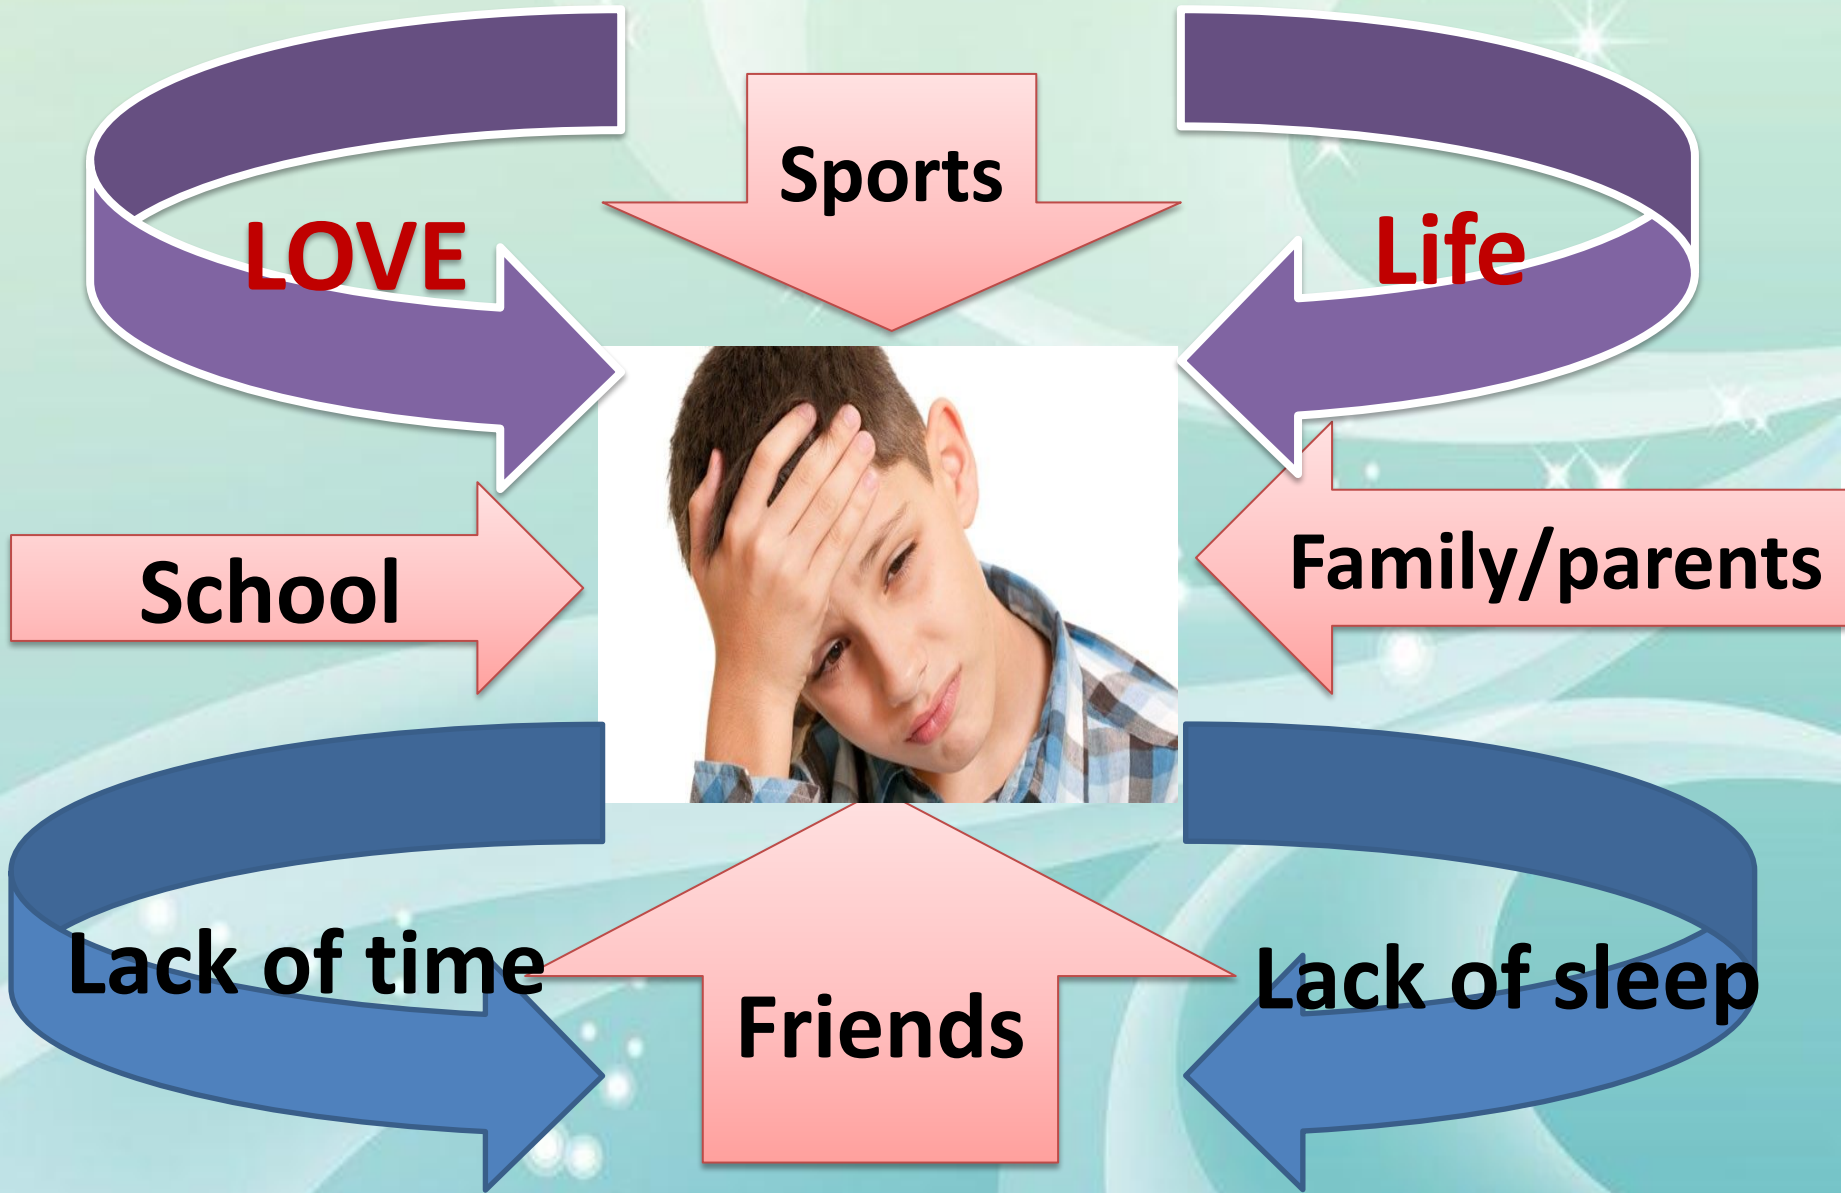 Sports
LOVE
Life
School
Family/parents
Lack of time
Friends
Lack of sleep